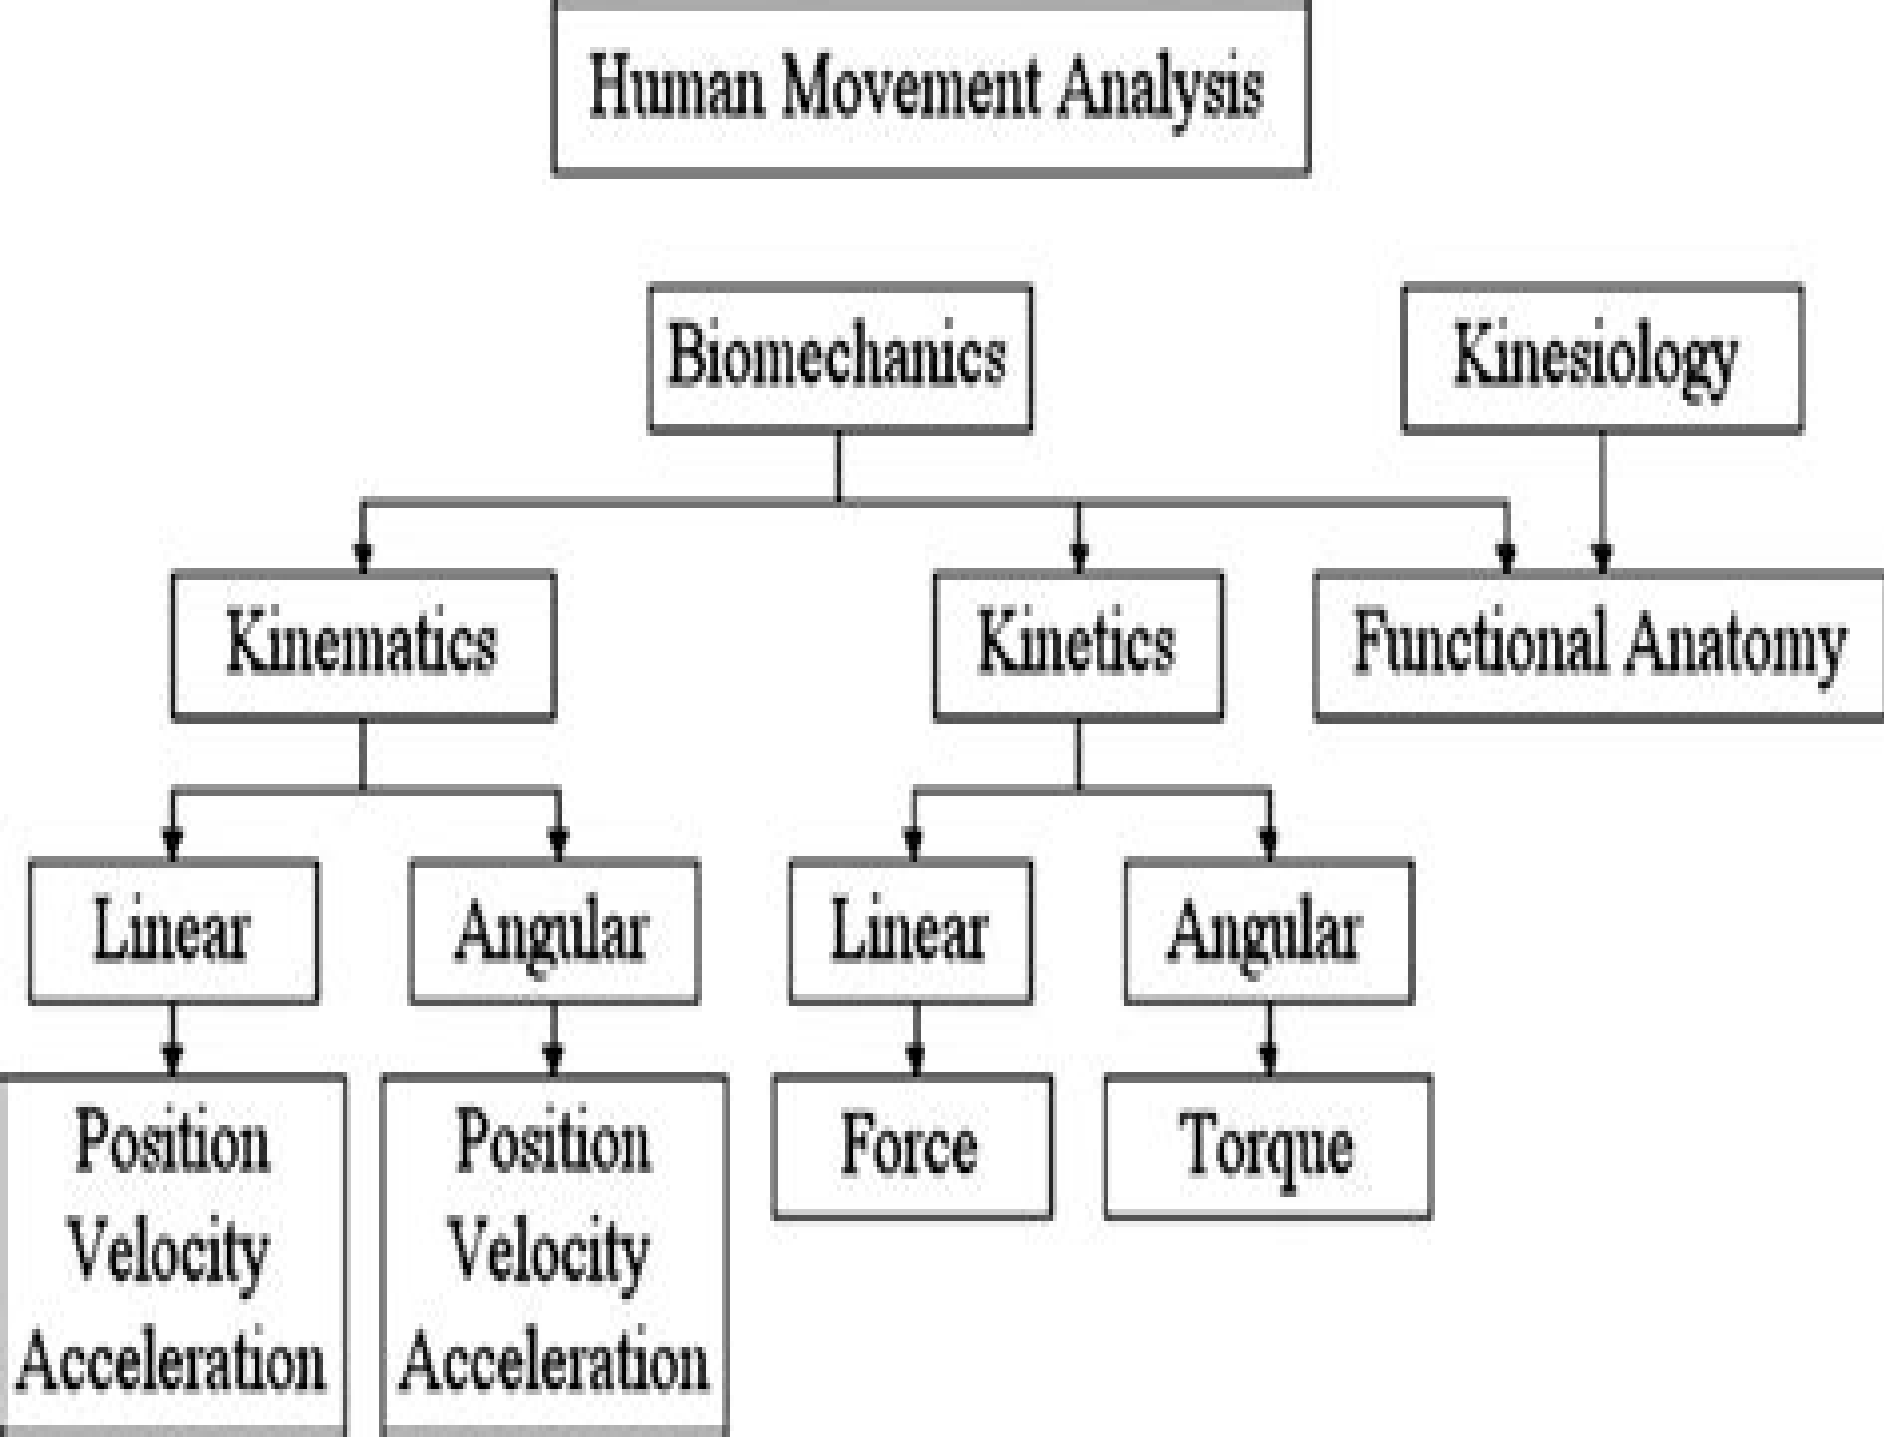 Human Movement Analysis
Biomechanics
Kinesiology
Kinematics
Kinetics
Functional Anatomy
Linear
Angular
Linear
Angular
Position
Velocity
Acceleration
Position
Velocity
Acceleration
Force
Torque